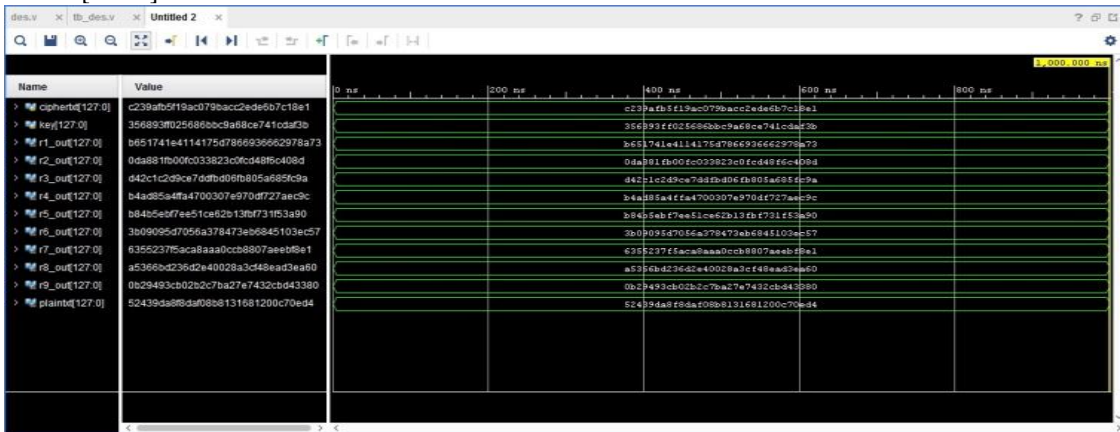 des.v × tb_des.v × Untitled 2 ×
1,000.000 ns
Name Value 0 ns 200 ns 400 ns 600 ns 800 ns
ciphertxt[127:0] c239afb5f19ac079bacc2ede6b7c18e1 c239afb5f19ac079bacc2ede6b7c18e1
key[127:0] 356893ff025686bbc9a68ce741cdaf3b 356893ff025686bbc9a68ce741cdaf3b
r1_out[127:0] b651741e4114175d7866936662978a73 b651741e4114175d7866936662978a73
r2_out[127:0] 0da881fb00fc033823c0fcd48f6c408d 0da881fb00fc033823c0fcd48f6c408d
r3_out[127:0] d42c1c2d9ce7ddfbd06fb805a685fc9a d42c1c2d9ce7ddfbd06fb805a685fc9a
r4_out[127:0] b4ad85a4ffa4700307e970df727aec9c b4ad85a4ffa4700307e970df727aec9c
r5_out[127:0] b84b5ebf7ee51ce62b13fbf731f53a90 b84b5ebf7ee51ce62b13fbf731f53a90
r6_out[127:0] 3b09095d7056a378473eb6845103ec57 3b09095d7056a378473eb6845103ec57
r7_out[127:0] 6355237f5aca8aaa0ccb8807aeebf8e1 6355237f5aca8aaa0ccb8807aeebf8e1
r8_out[127:0] a5366bd236d2e40028a3cf48ead3ea60 a5366bd236d2e40028a3cf48ead3ea60
r9_out[127:0] 0b29493cb02b2c7ba27e7432cbd43380 0b29493cb02b2c7ba27e7432cbd43380
plaintxt[127:0] 52439da8f8daf08b8131681200c70ed4 52439da8f8daf08b8131681200c70ed4